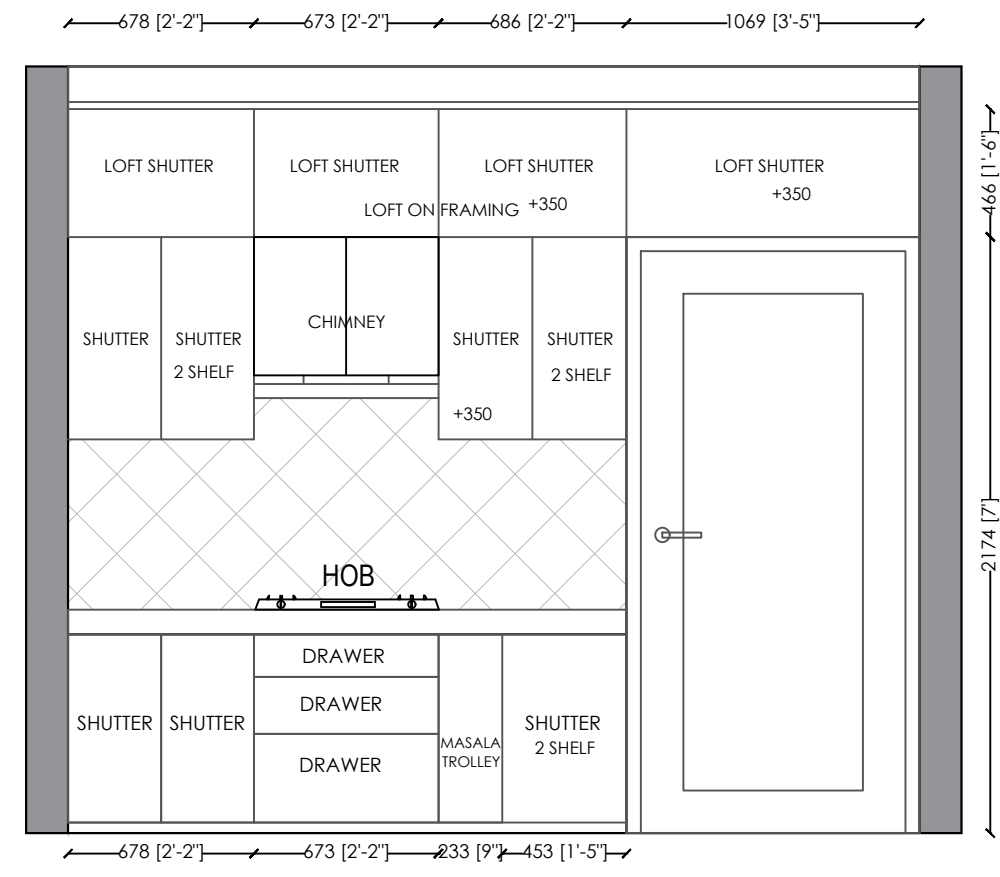 678 [2'-2"] 673 [2'-2"] 686 [2'-2"] 1069 [3'-5"]
LOFT SHUTTER LOFT SHUTTER LOFT SHUTTER LOFT SHUTTER
+350
LOFT ON FRAMING +350
466 [1'-6"]
CHIMNEY
SHUTTER SHUTTER SHUTTER SHUTTER
2 SHELF 2 SHELF
+350
2174 [7']
HOB
DRAWER
DRAWER
SHUTTER SHUTTER SHUTTER
MASALA
TROLLEY
2 SHELF
DRAWER
678 [2'-2"] 673 [2'-2"] 233 [9"] 453 [1'-5"]